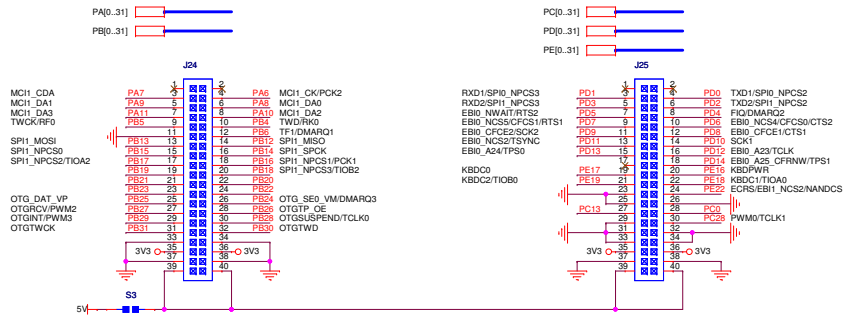 PA[0..31]
PB[0..31]
PC[0..31]
PD[0..31]
PE[0..31]
J24
1 2
MCI1_CDA PA7 3 4 PA6 MCI1_CK/PCK2
MCI1_DA1 PA9 5 6 PA8 MCI1_DA0
MCI1_DA3 PA11 7 8 PA10 MCI1_DA2
TWCK/RF0 PB5 9 10 PB4 TWD/RK0
11 12 PB6 TF1/DMARQ1
SPI1_MOSI PB13 13 14 PB12 SPI1_MISO
SPI1_NPCS0 PB15 15 16 PB14 SPI1_SPCK
SPI1_NPCS2/TIOA2 PB17 17 18 PB16 SPI1_NPCS1/PCK1
PB19 19 20 PB18 SPI1_NPCS3/TIOB2
PB21 21 22 PB20
PB23 23 24 PB22
OTG_DAT_VP PB25 25 26 PB24 OTG_SE0_VM/DMARQ3
OTGRCV/PWM2 PB27 27 28 PB26 OTGTP_OE
OTGINT/PWM3 PB29 29 30 PB28 OTGSUSPEND/TCLK0
OTGTWCK PB31 31 32 PB30 OTGTWD
33 34
3V3 35 36 3V3
37 38
39 40
J25
1 2
RXD1/SPI0_NPCS3 PD1 3 4 PD0 TXD1/SPI0_NPCS2
RXD2/SPI1_NPCS3 PD3 5 6 PD2 TXD2/SPI1_NPCS2
EBI0_NWAIT/RTS2 PD5 7 8 PD4 FIQ/DMARQ2
EBI0_NCS5/CFCS1/RTS1 PD7 9 10 PD6 EBI0_NCS4/CFCS0/CTS2
EBI0_CFCE2/SCK2 PD9 11 12 PD8 EBI0_CFCE1/CTS1
EBI0_NCS2/TSYNC PD11 13 14 PD10 SCK1
EBI0_A24/TPS0 PD13 15 16 PD12 EBI0_A23/TCLK
17 18 PD14 EBI0_A25_CFRNW/TPS1
KBDC0 PE17 19 20 PE16 KBDPWR
KBDC2/TIOB0 PE19 21 22 PE18 KBDC1/TIOA0
23 24 PE22 ECRS/EBI1_NCS2/NANDCS
25 26
PC13 27 28 PC0
29 30 PC28 PWM0/TCLK1
31 32
33 34
3V3 35 36 3V3
37 38
39 40
S3
5V